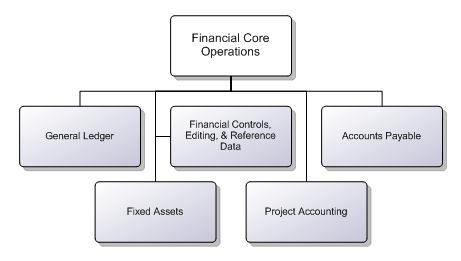 Financial Core
Operations
General Ledger
Financial Controls,
Editing, & Reference
Data
Accounts Payable
Fixed Assets
Project Accounting